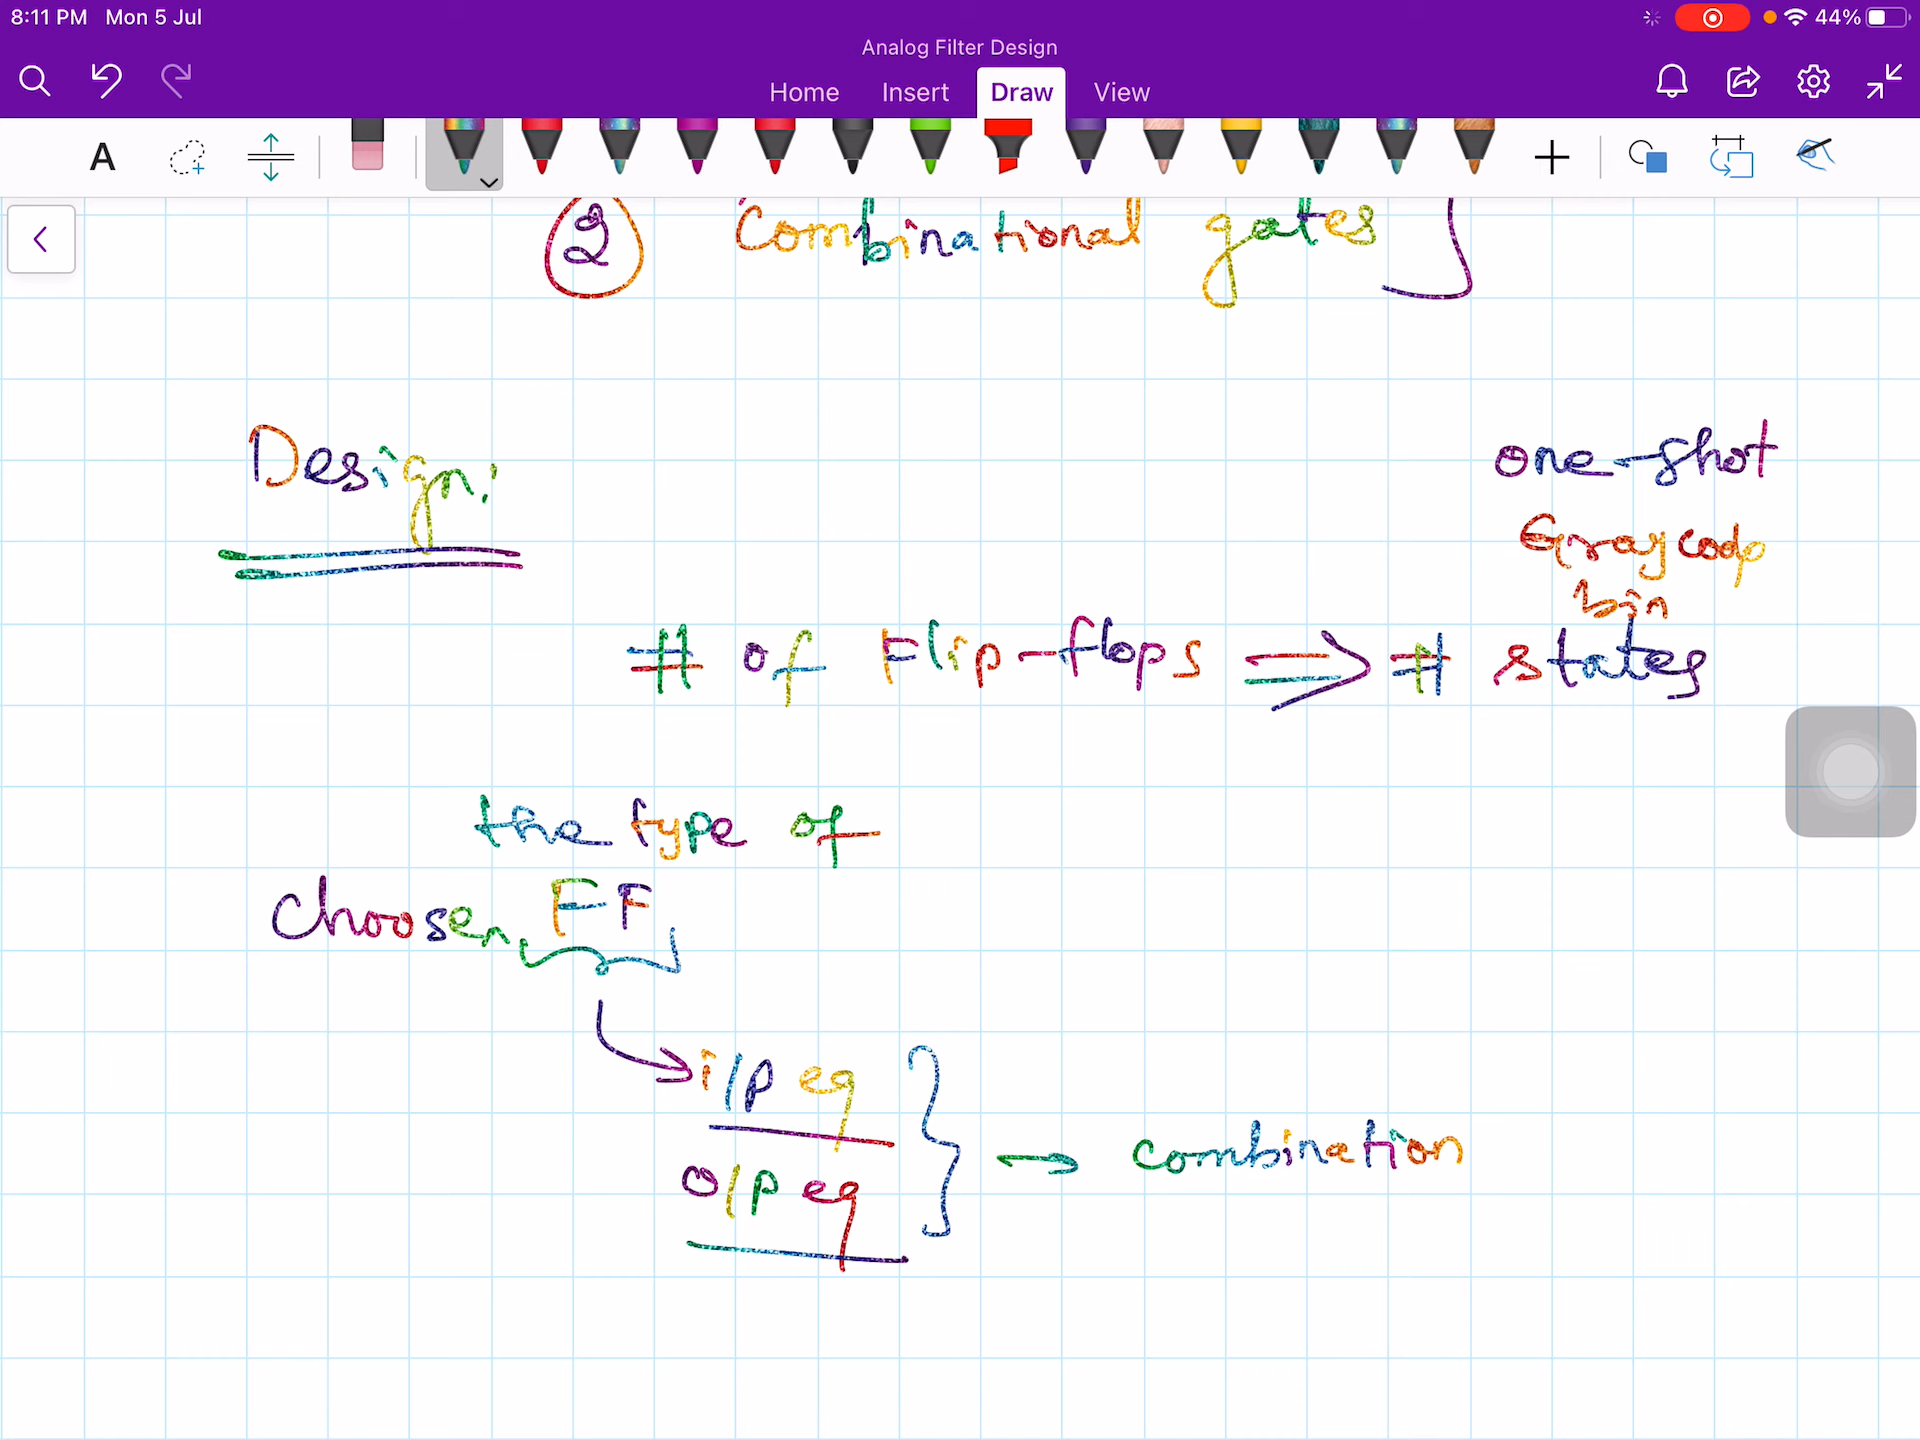 8:11 PM Mon 5 Jul
44%
Analog Filter Design
Home Insert Draw View
A
2 Combinational gates
Design:
one-shot
Gray code
bin
# of Flip-flops ⇒ # states
the type of
Choosen FF
i/p eq
o/p eq
→ combination